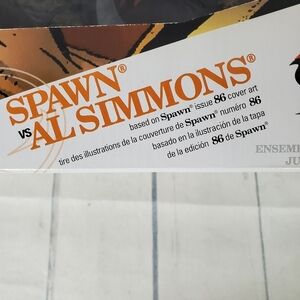 SPAWN®
VS AL SIMMONS®
based on Spawn® issue 86 cover art
tire des illustrations de la couverture de Spawn® numéro 86
basado en la ilustración de la tapa
de la edición 86 de Spawn®
ENSEM
JU